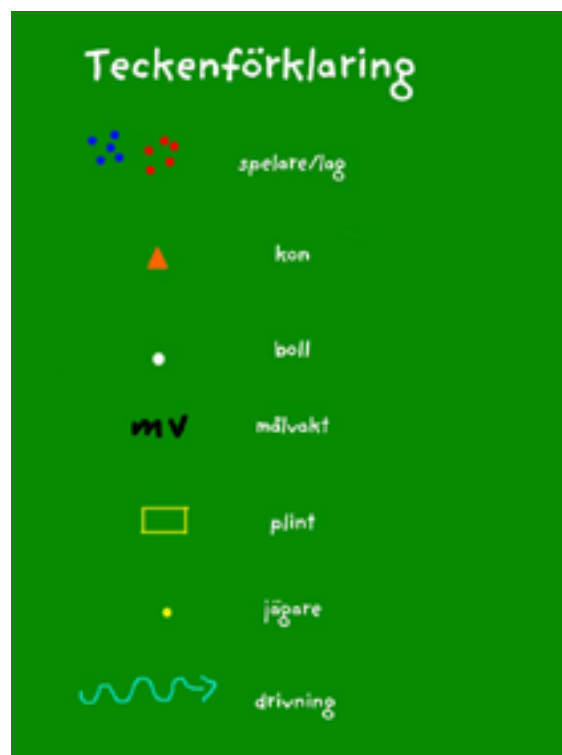 Teckenförklaring
spelare/lag
kon
boll
mv målvakt
plint
jägare
drivning